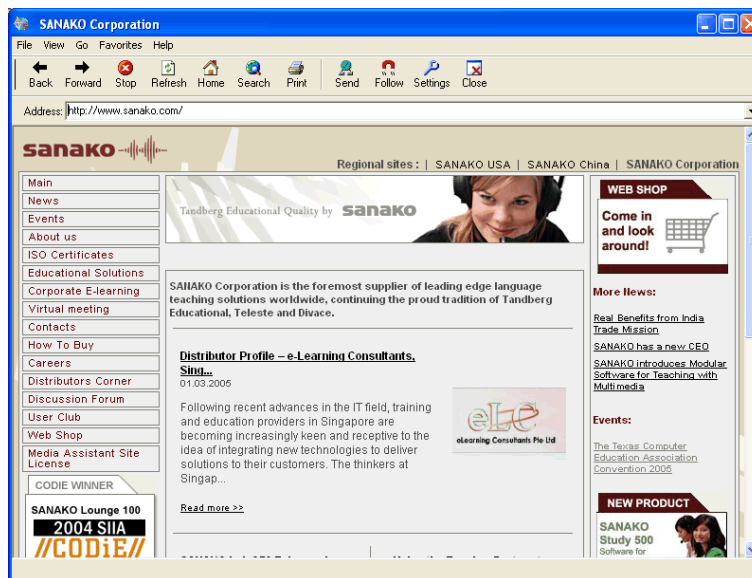 SANAKO Corporation
File View Go Favorites Help
Back Forward Stop Refresh Home Search Print Send Follow Settings Close
Address: http://www.sanako.com/
sanako
Regional sites : | SANAKO USA | SANAKO China | SANAKO Corporation
Main
News
Events
About us
ISO Certificates
Educational Solutions
Corporate E-learning
Virtual meeting
Contacts
How To Buy
Careers
Distributors Corner
Discussion Forum
User Club
Web Shop
Media Assistant Site
License
CODIE WINNER
SANAKO Lounge 100
2004 SIIA
//CODiE//
Tandberg Educational Quality by sanako
SANAKO Corporation is the foremost supplier of leading edge language
teaching solutions worldwide, continuing the proud tradition of Tandberg
Educational, Teleste and Divace.
Distributor Profile – e-Learning Consultants,
Sing...
01.03.2005
Following recent advances in the IT field, training
and education providers in Singapore are
becoming increasingly keen and receptive to the
idea of integrating new technologies to deliver
solutions to their customers. The thinkers at
Singap...
Read more >>
eLC
eLearning Consultants Pte Ltd
WEB SHOP
Come in
and look
around!
More News:
Real Benefits from India
Trade Mission
SANAKO has a new CEO
SANAKO introduces Modular
Software for Teaching with
Multimedia
Events:
The Texas Computer
Education Association
Convention 2005
NEW PRODUCT
SANAKO
Study 500
Software for